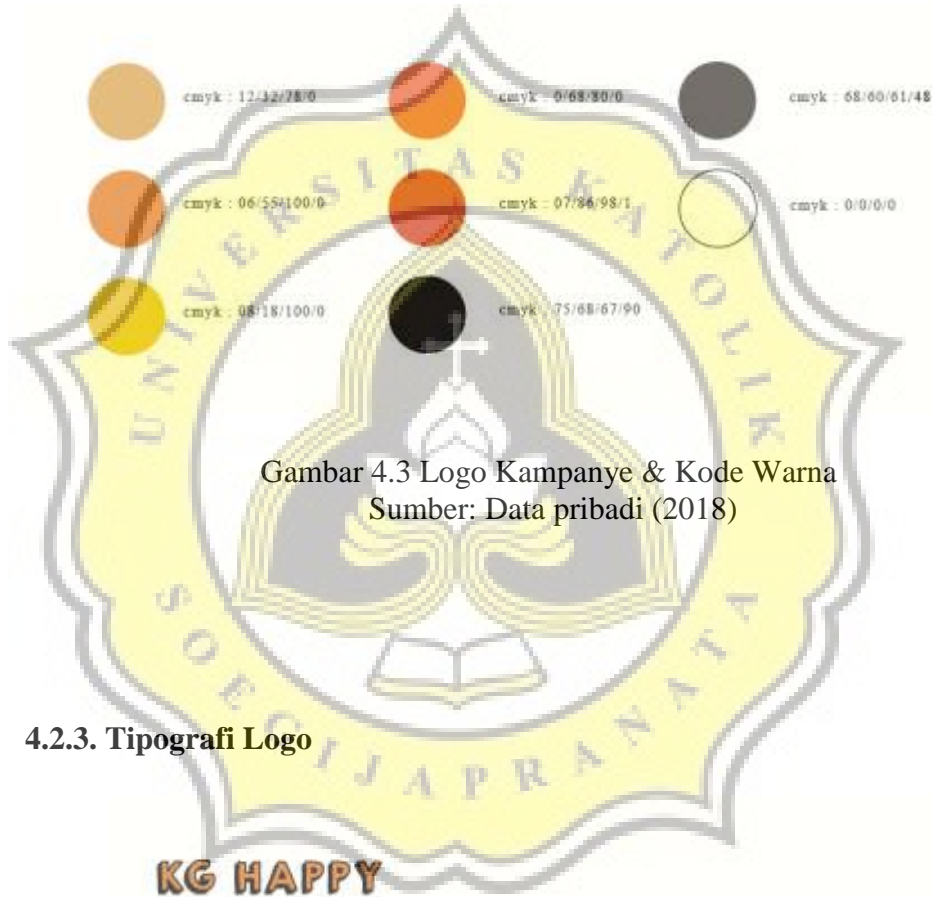 cmyk : 12/32/78/0 cmyk : 0/68/80/0 cmyk : 68/60/61/48
cmyk : 06/55/100/0 cmyk : 07/86/98/1 cmyk : 0/0/0/0
cmyk : 08/18/100/0 cmyk : 75/68/67/90
UNIVERSITAS KATOLIK
SOEGIJAPRANATA
Gambar 4.3 Logo Kampanye & Kode Warna
Sumber: Data pribadi (2018)
4.2.3. Tipografi Logo
KG HAPPY